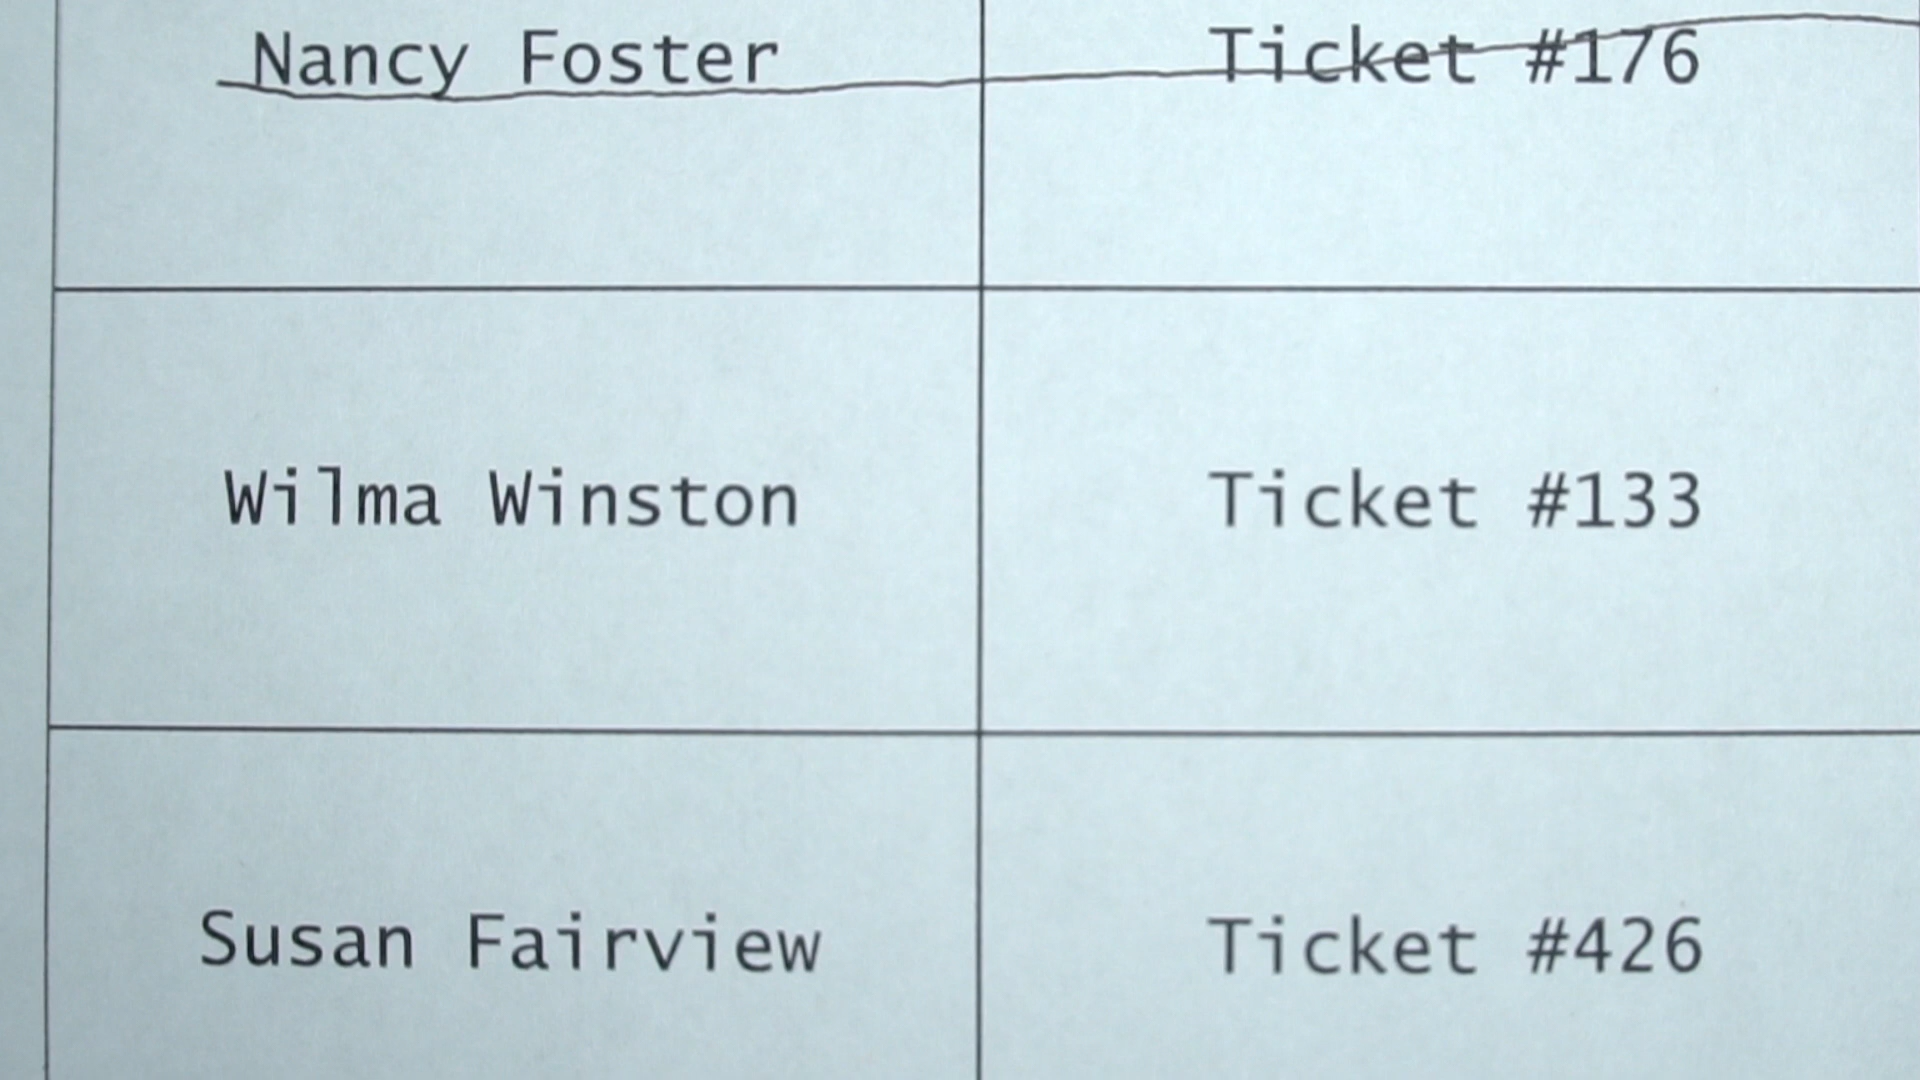 Nancy Foster Ticket #176
Wilma Winston Ticket #133
Susan Fairview Ticket #426